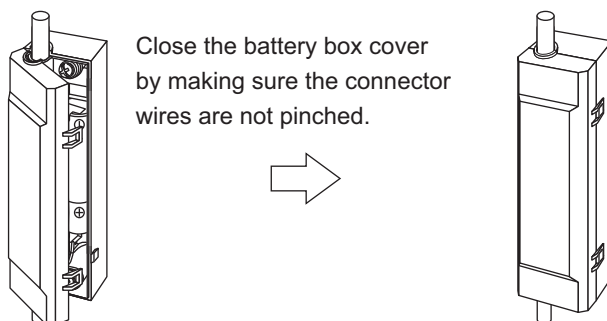 Close the battery box cover
by making sure the connector
wires are not pinched.